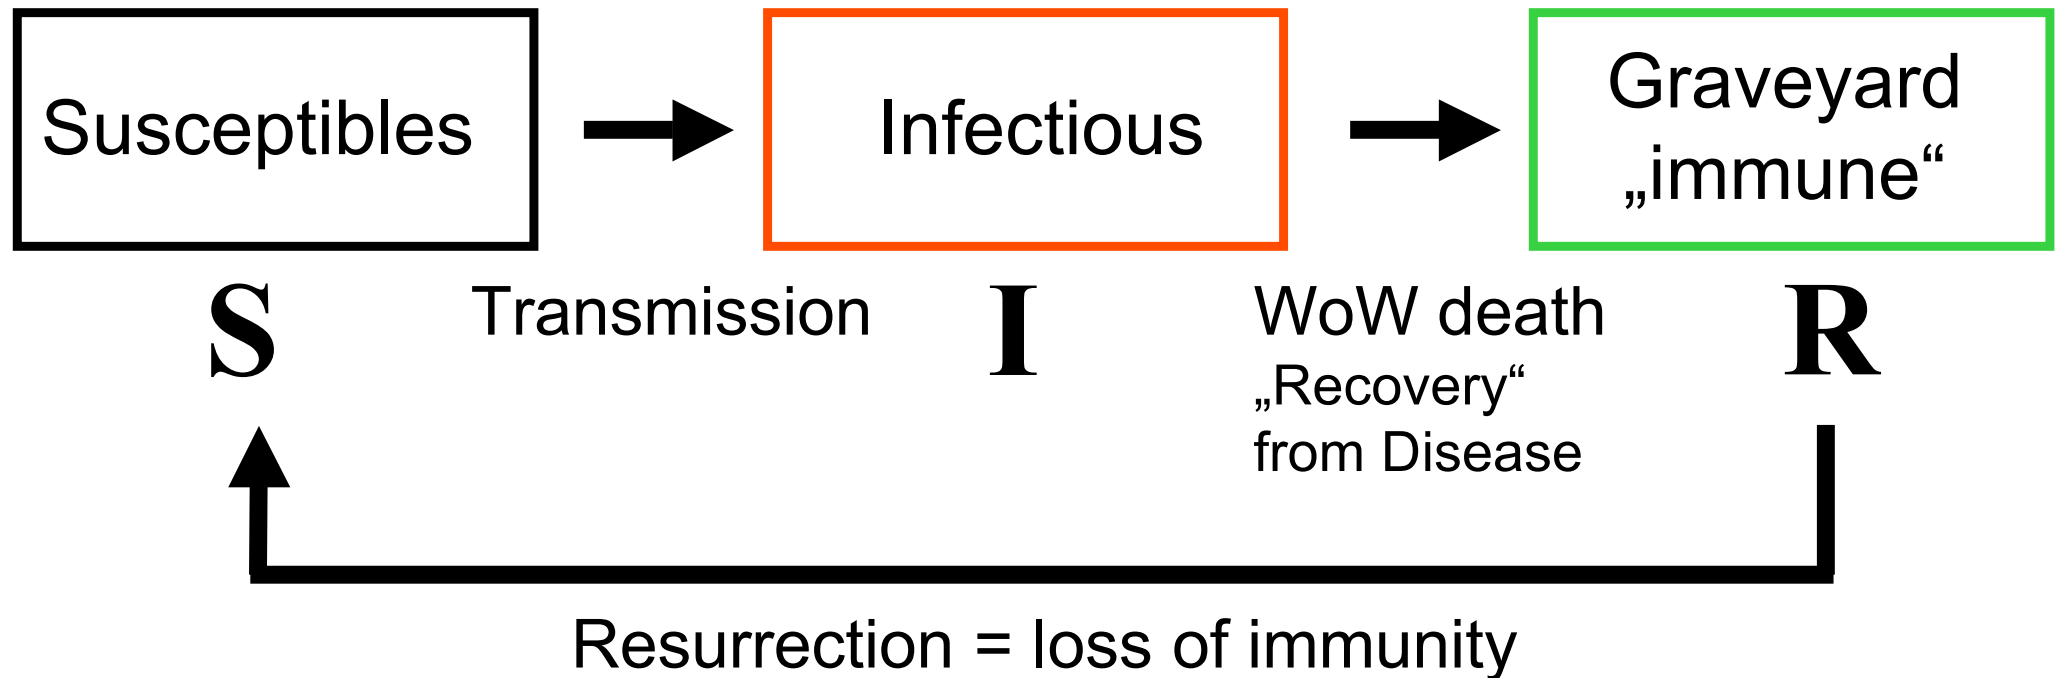 Susceptibles
Infectious
Graveyard
„immune“
S
Transmission
I
WoW death
„Recovery“
from Disease
R
Resurrection = loss of immunity